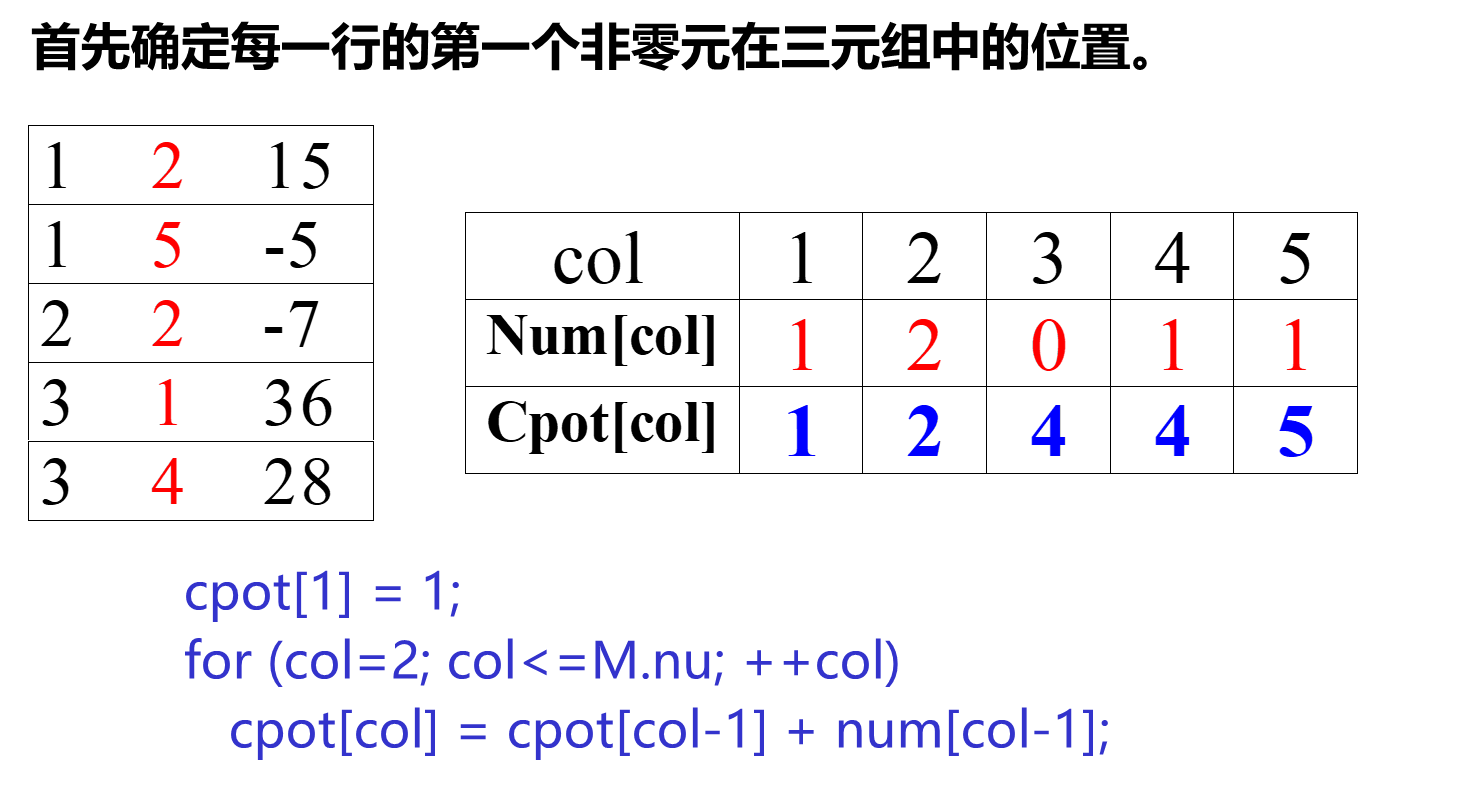 首先确定每一行的第一个非零元在三元组中的位置。
1 2 15
1 5 -5
2 2 -7
3 1 36
3 4 28
col 1 2 3 4 5
Num[col] 1 2 0 1 1
Cpot[col] 1 2 4 4 5
cpot[1] = 1;
for (col=2; col<=M.nu; ++col)
cpot[col] = cpot[col-1] + num[col-1];